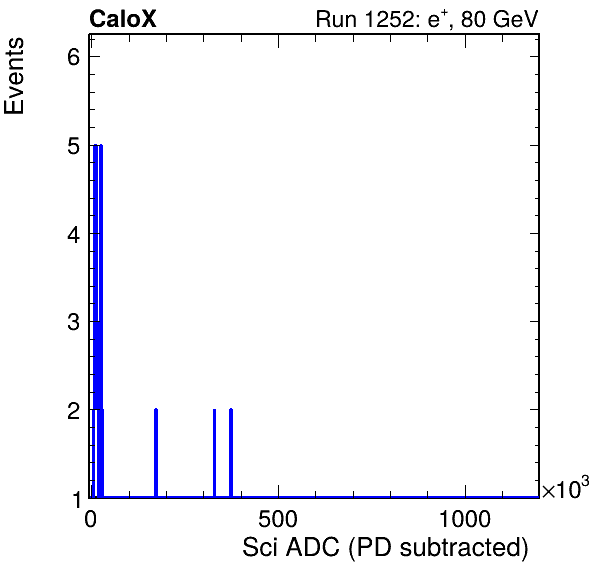 CaloX Run 1252: e⁺, 80 GeV
Events
6
5
4
3
2
1
×10³
0 500 1000
Sci ADC (PD subtracted)